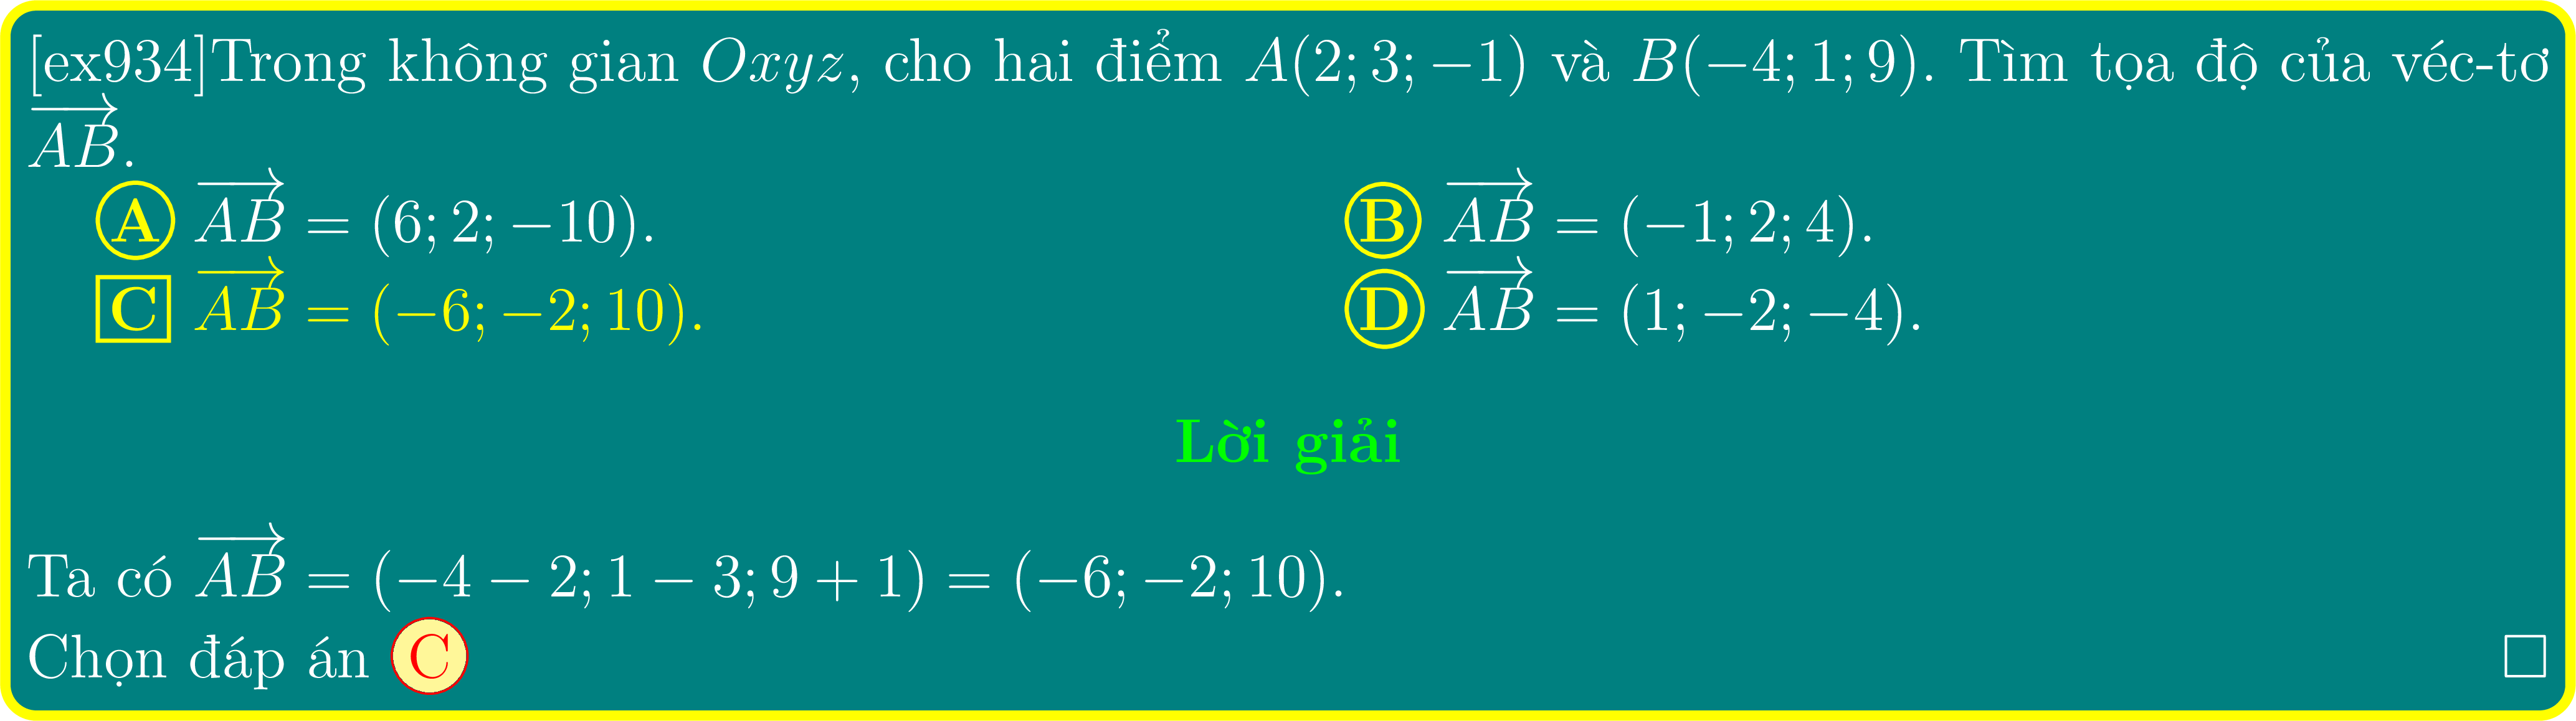 [ex934]Trong không gian Oxyz, cho hai điểm A(2; 3; −1) và B(−4; 1; 9). Tìm tọa độ của véc-tơ
$\overrightarrow{AB}$.
A $\overrightarrow{AB}$ = (6; 2; −10). B $\overrightarrow{AB}$ = (−1; 2; 4).
C $\overrightarrow{AB}$ = (−6; −2; 10). D $\overrightarrow{AB}$ = (1; −2; −4).
Lời giải
Ta có $\overrightarrow{AB}$ = (−4 − 2; 1 − 3; 9 + 1) = (−6; −2; 10).
Chọn đáp án C □